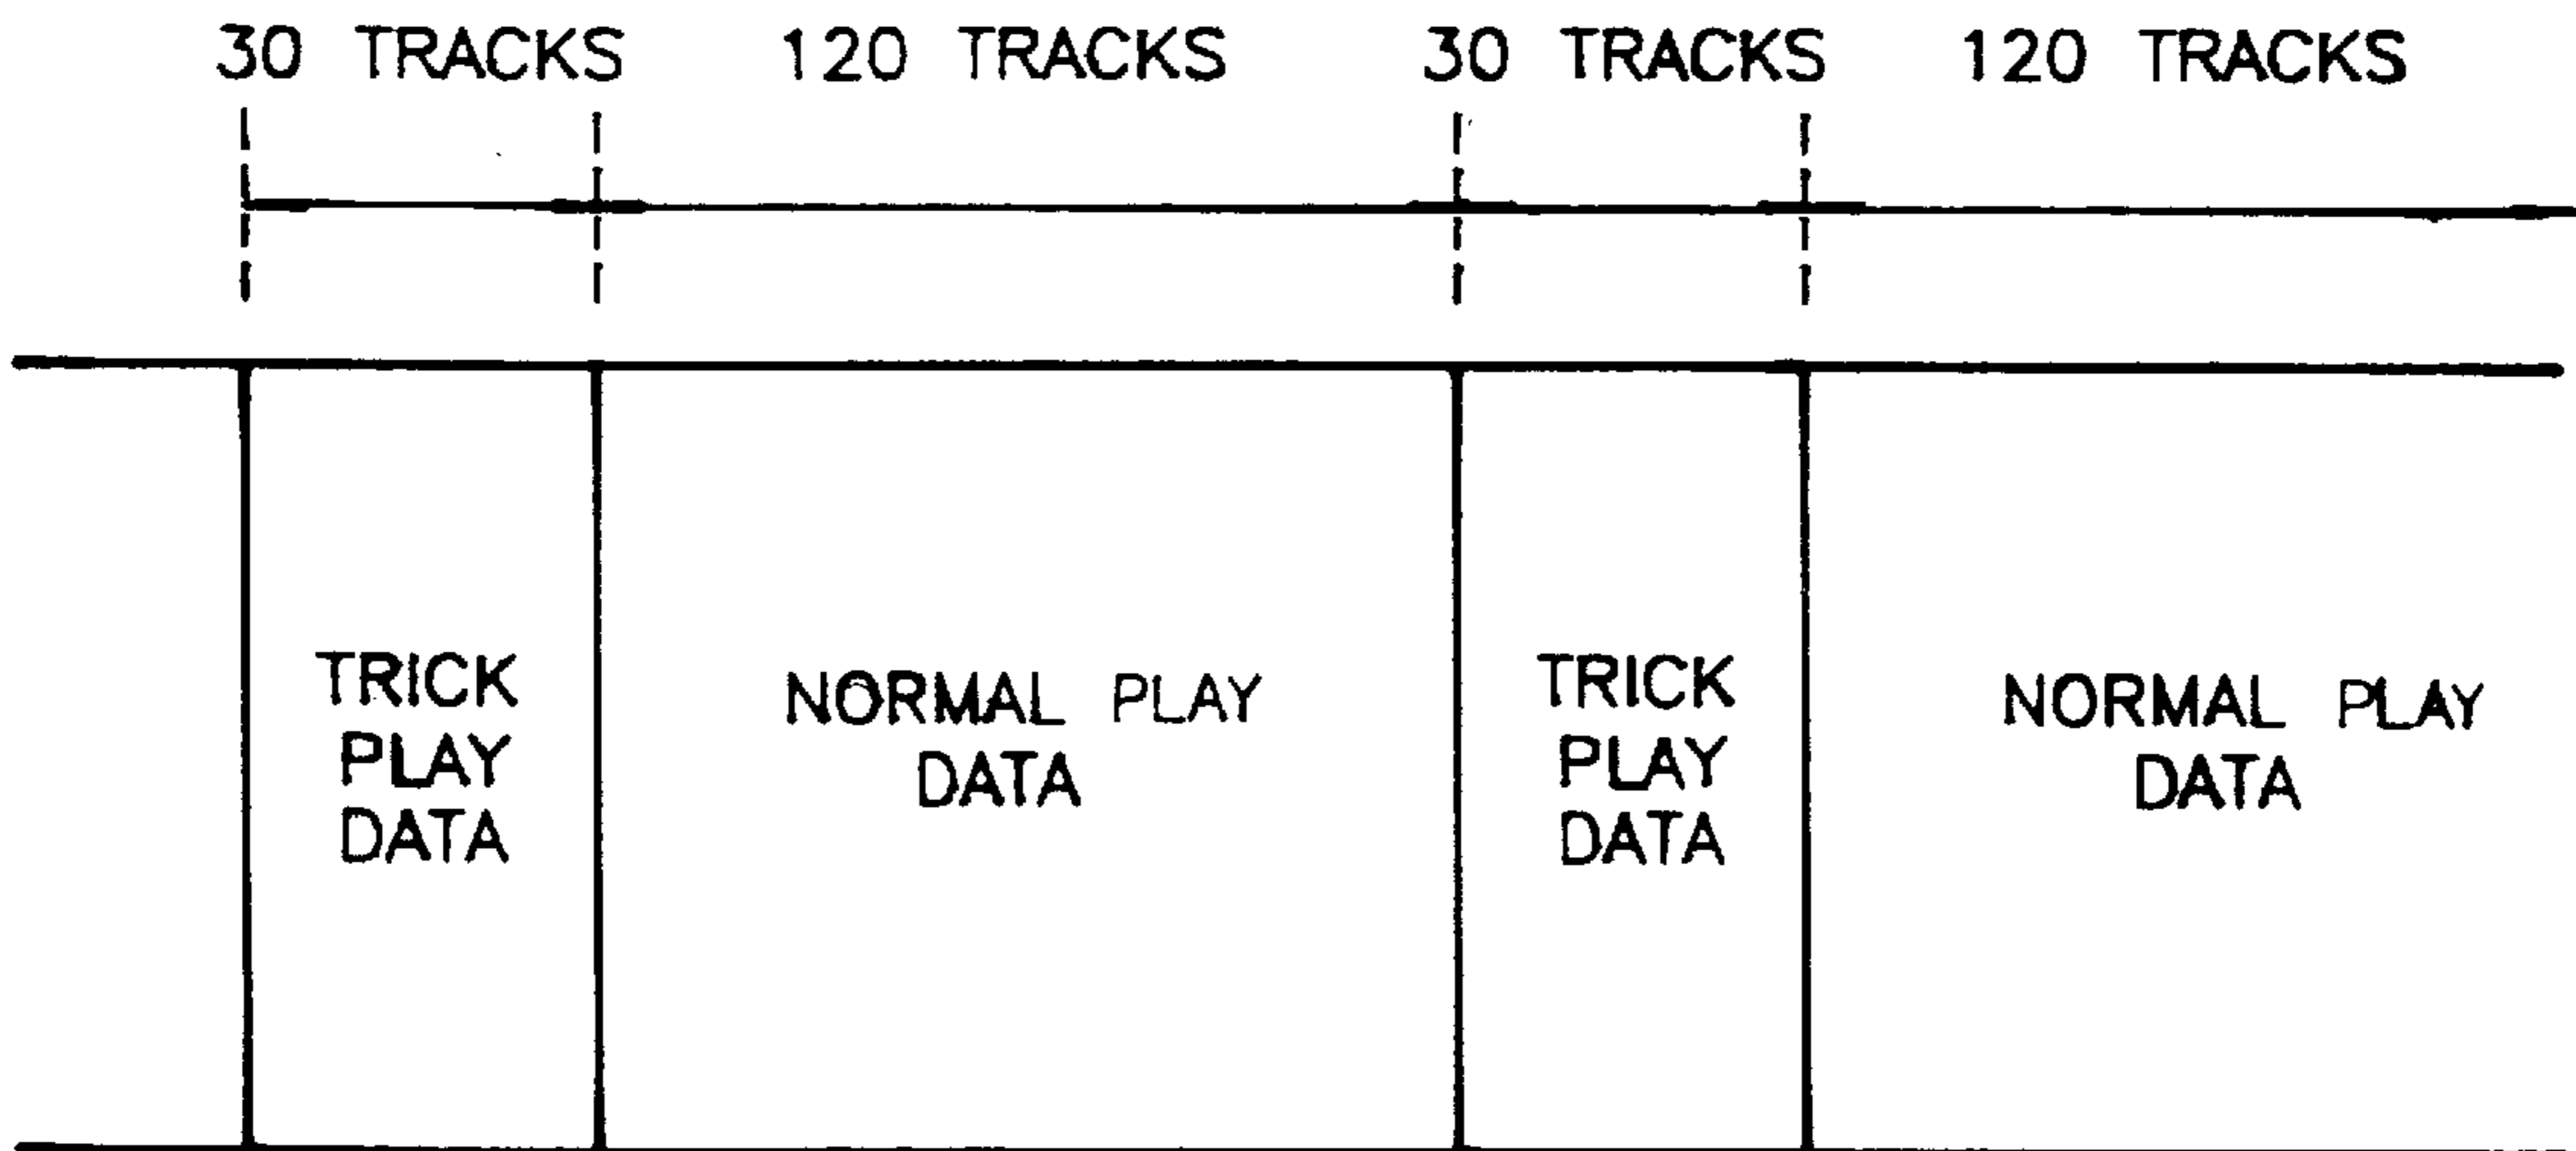 30 TRACKS 120 TRACKS 30 TRACKS 120 TRACKS
TRICK
PLAY
DATA
NORMAL PLAY
DATA
TRICK
PLAY
DATA
NORMAL PLAY
DATA